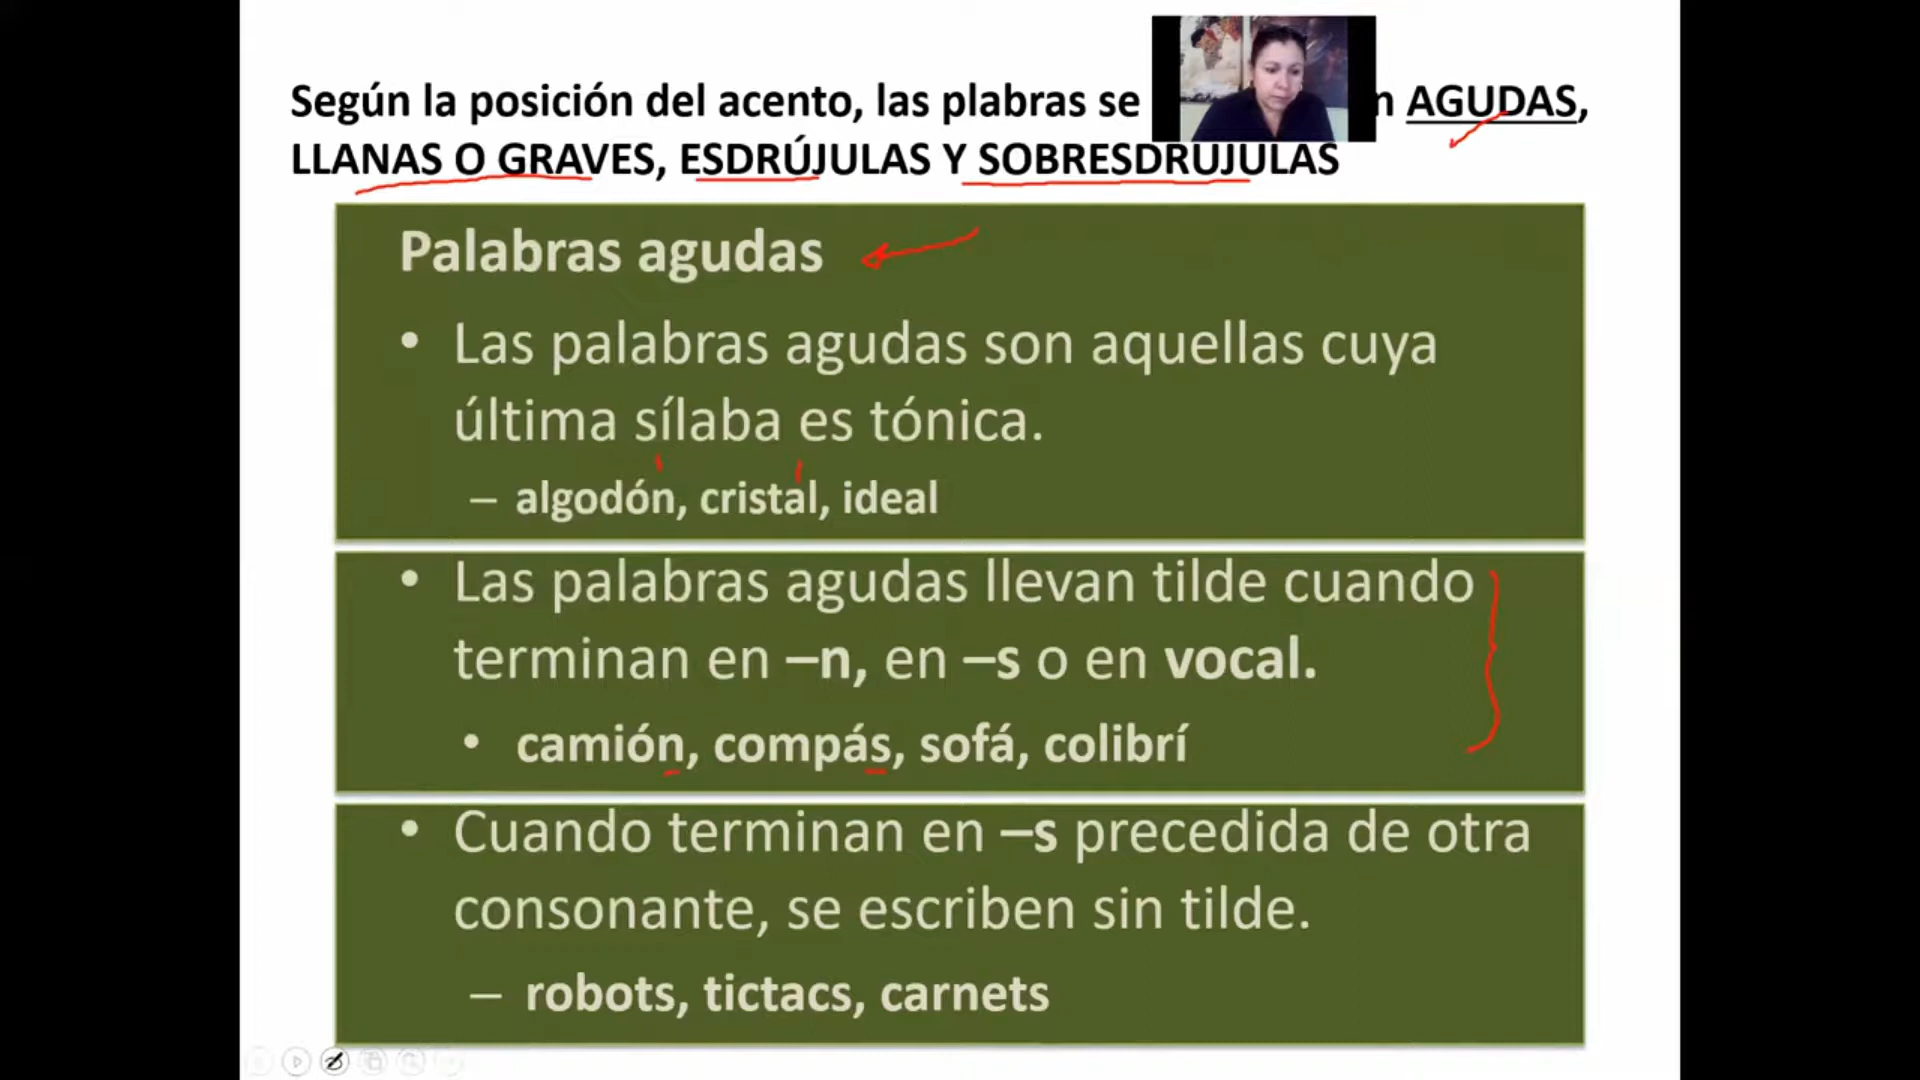 Según la posición del acento, las plabras se n AGUDAS,
LLANAS O GRAVES, ESDRÚJULAS Y SOBRESDRUJULAS
Palabras agudas
• Las palabras agudas son aquellas cuya
última sílaba es tónica.
– algodón, cristal, ideal
• Las palabras agudas llevan tilde cuando
terminan en –n, en –s o en vocal.
• camión, compás, sofá, colibrí
• Cuando terminan en –s precedida de otra
consonante, se escriben sin tilde.
– robots, tictacs, carnets